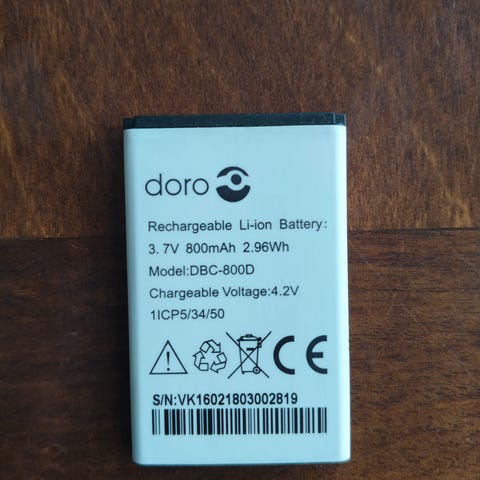 doro
Rechargeable Li-ion Battery:
3.7V 800mAh 2.96Wh
Model:DBC-800D
Chargeable Voltage:4.2V
1ICP5/34/50
CE
S/N:VK16021803002819